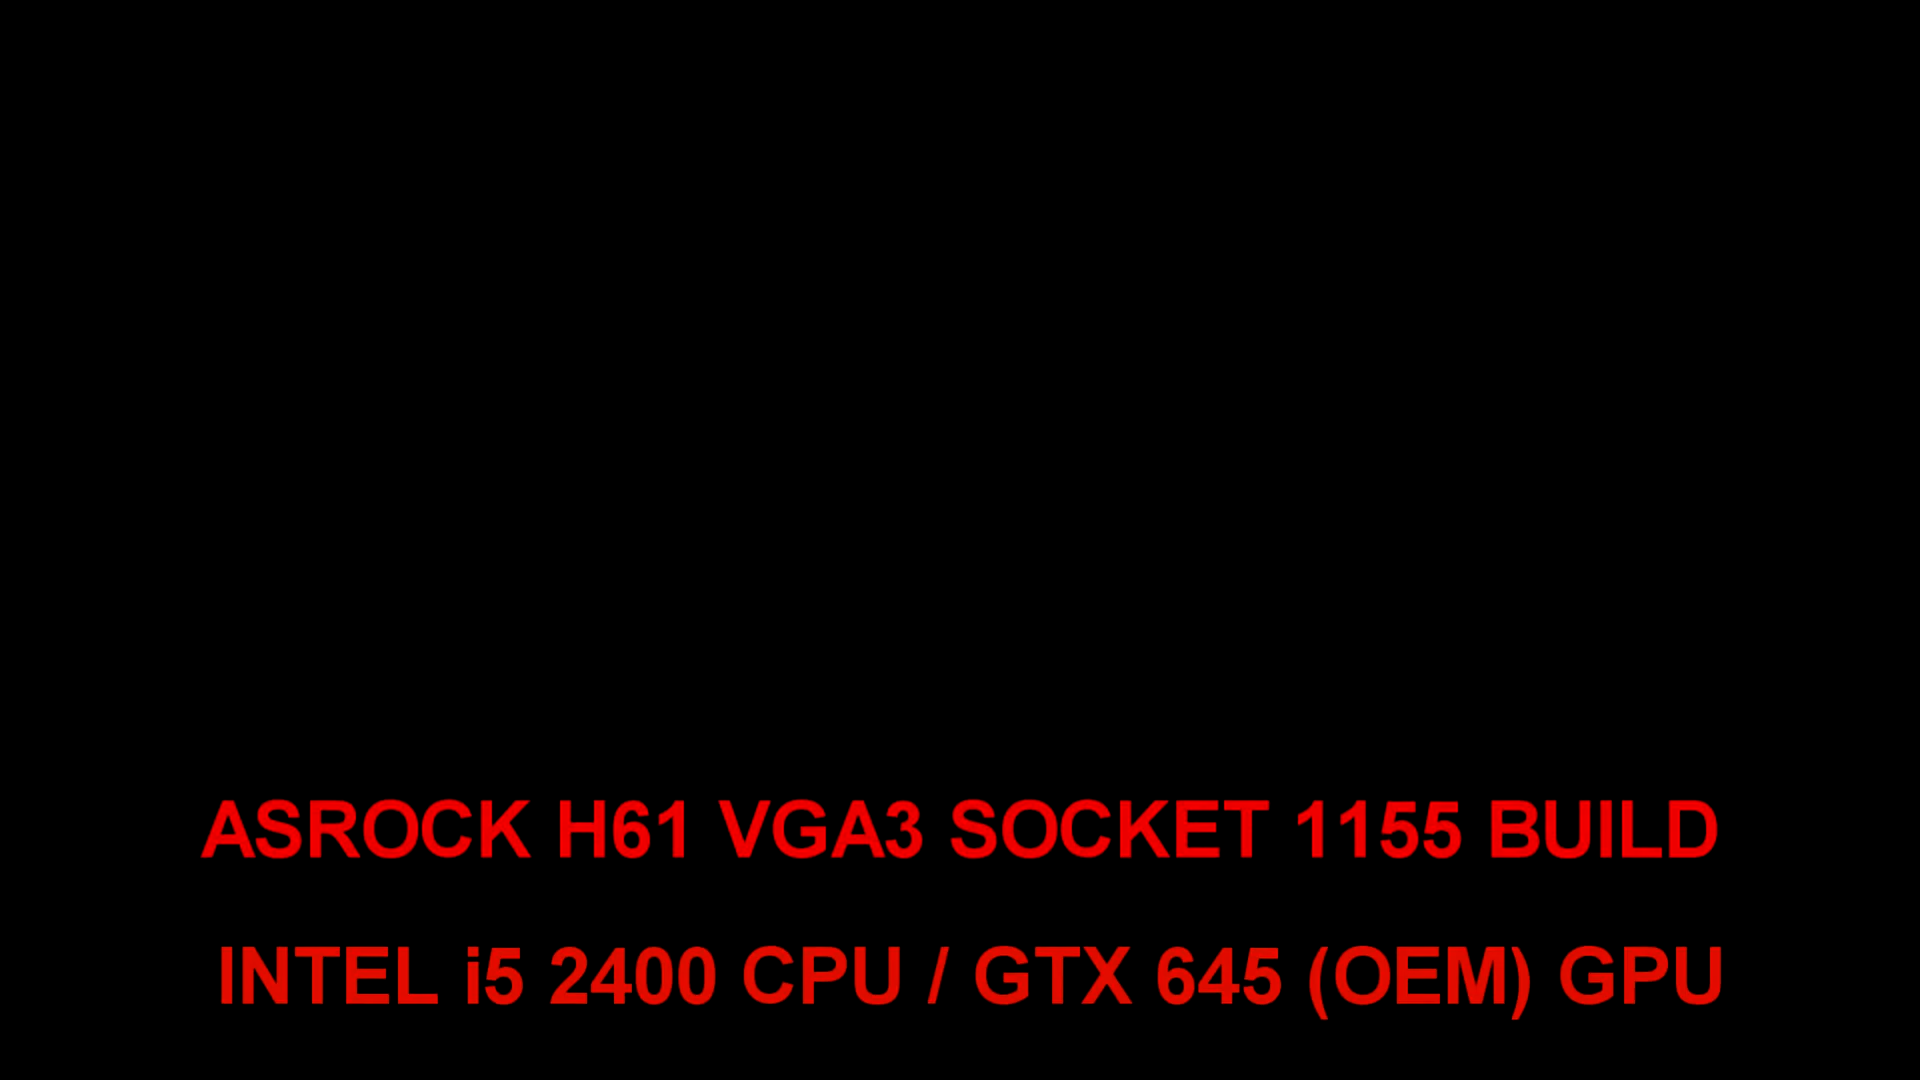 ASROCK H61 VGA3 SOCKET 1155 BUILD
INTEL i5 2400 CPU / GTX 645 (OEM) GPU